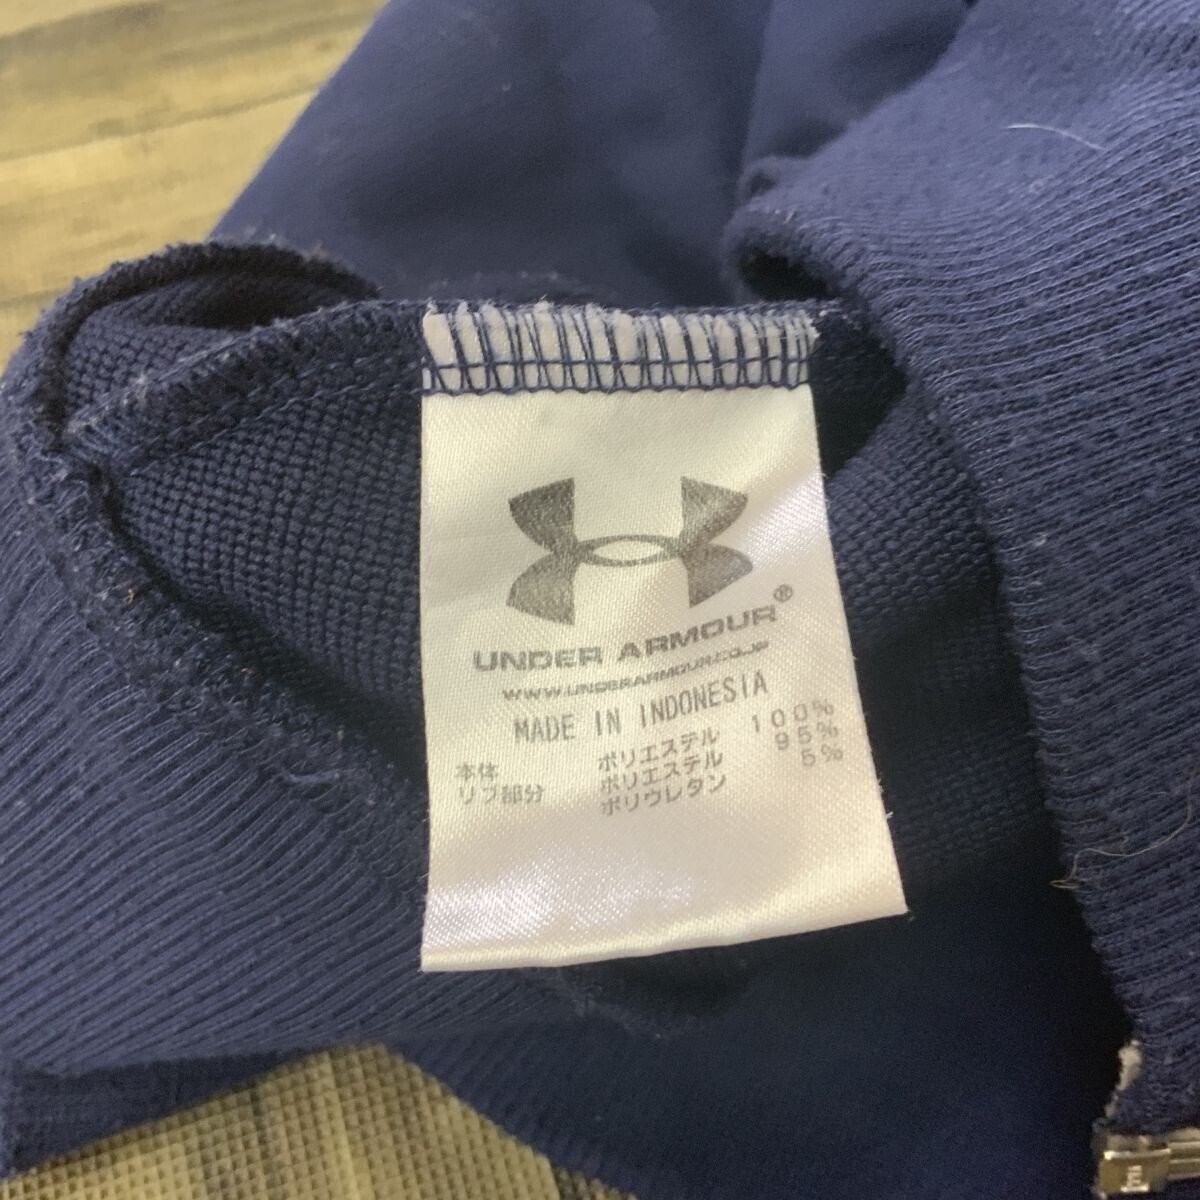 UNDER ARMOUR®
WWW.UNDERARMOUR.CO.JP
MADE IN INDONESIA
本体 ポリエステル 100%
リブ部分 ポリエステル 95%
ポリウレタン 5%